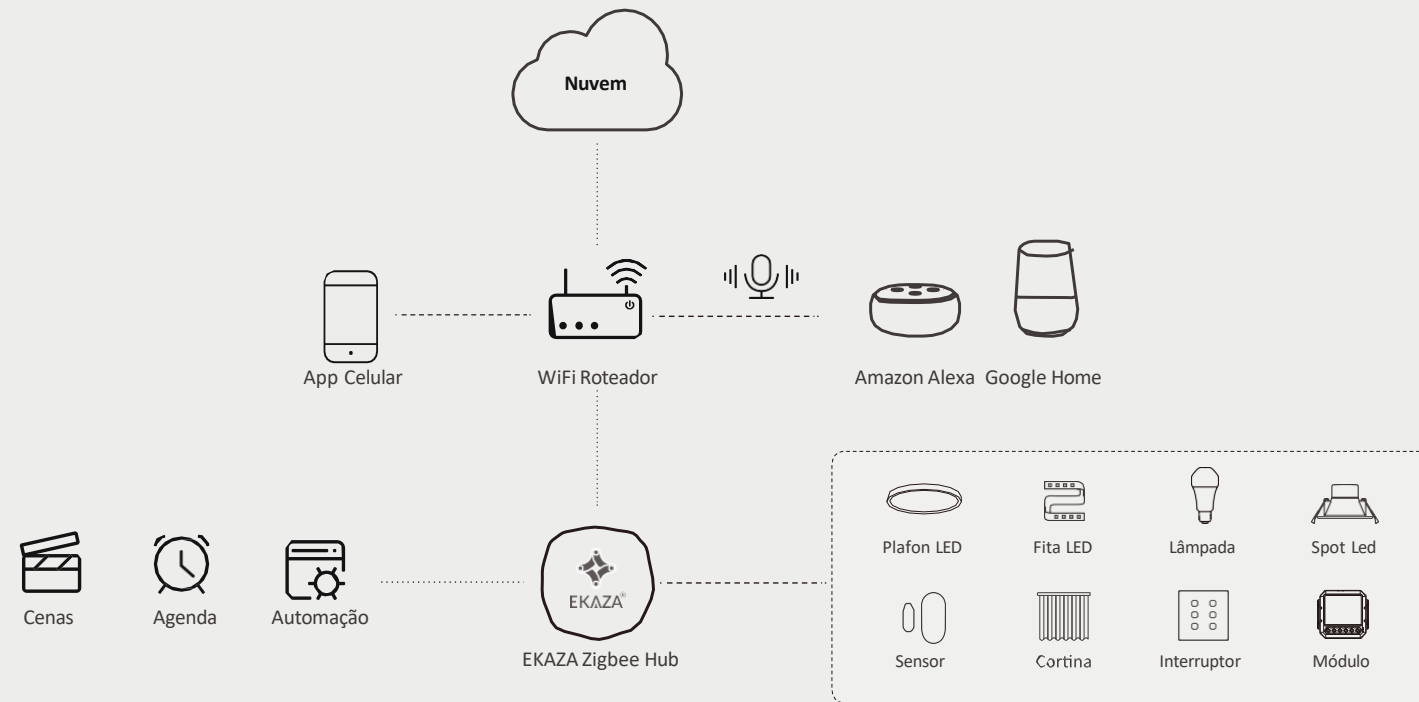 Nuvem
App Celular
WiFi Roteador
Amazon Alexa
Google Home
Plafon LED
Fita LED
Lâmpada
Spot Led
EKAZA®
Cenas
Agenda
Automação
Sensor
Cortina
Interruptor
Módulo
EKAZA Zigbee Hub